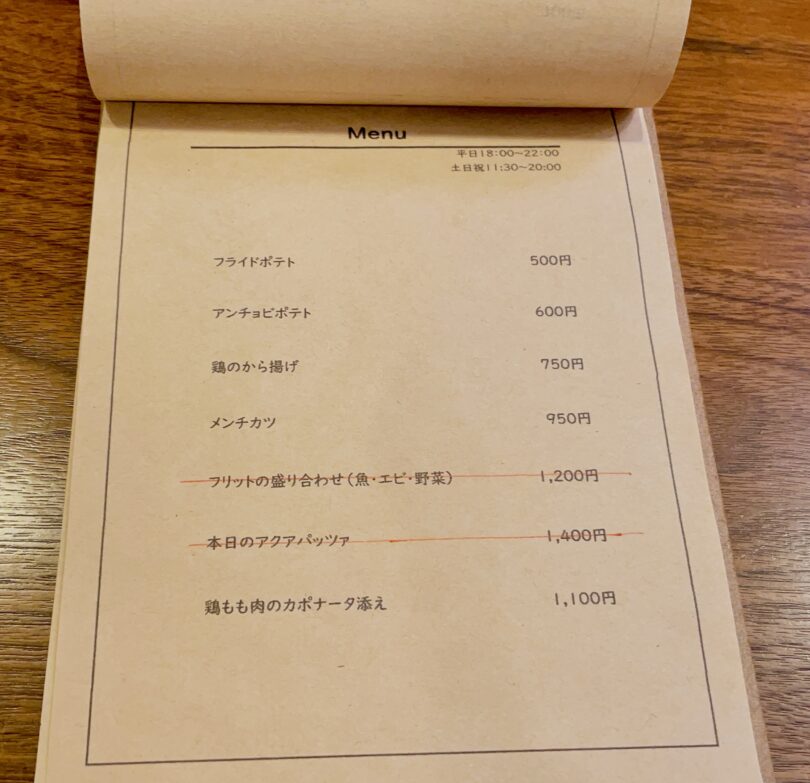 Menu
平日18:00~22:00
土日祝11:30~20:00
フライドポテト 500円
アンチョビポテト 600円
鶏のから揚げ 750円
メンチカツ 950円
フリットの盛り合わせ(魚・エビ・野菜) 1,200円
本日のアクアパッツァ 1,400円
鶏もも肉のカポナータ添え 1,100円